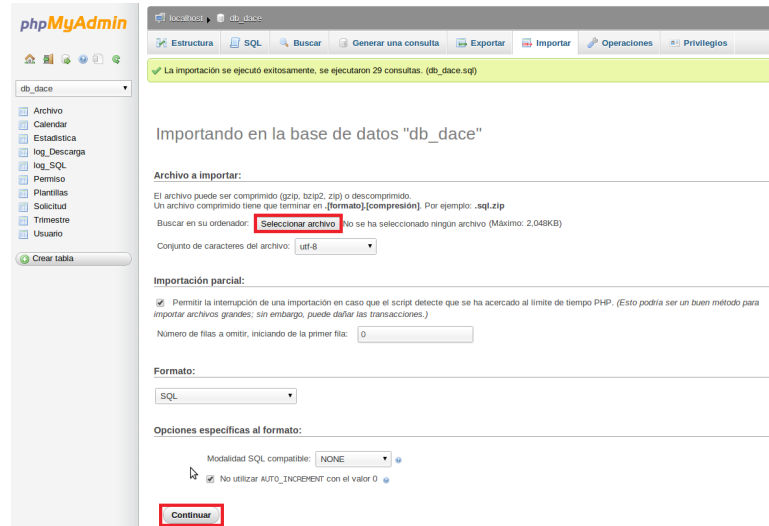 phpMyAdmin
db_dace
Archivo
Calendar
Estadistica
log_Descarga
log_SQL
Permiso
Plantillas
Solicitud
Trimestre
Usuario
Crear tabla
localhost db_dace
Estructura SQL Buscar Generar una consulta Exportar Importar Operaciones Privilegios
La importación se ejecutó exitosamente, se ejecutaron 29 consultas. (db_dace.sql)
Importando en la base de datos "db_dace"
Archivo a importar:
El archivo puede ser comprimido (gzip, bzip2, zip) o descomprimido.
Un archivo comprimido tiene que terminar en .[formato].[compresión]. Por ejemplo: .sql.zip
Buscar en su ordenador: Seleccionar archivo No se ha seleccionado ningún archivo (Máximo: 2,048KB)
Conjunto de caracteres del archivo: utf-8
Importación parcial:
Permitir la interrupción de una importación en caso que el script detecte que se ha acercado al límite de tiempo PHP. (Esto podría ser un buen método para
importar archivos grandes; sin embargo, puede dañar las transacciones.)
Número de filas a omitir, iniciando de la primer fila: 0
Formato:
SQL
Opciones específicas al formato:
Modalidad SQL compatible: NONE
No utilizar AUTO_INCREMENT con el valor 0
Continuar